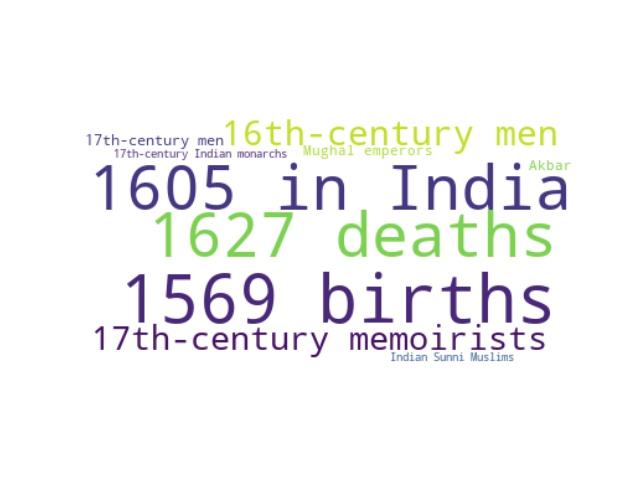 16th-century men
17th-century men
Mughal emperors
17th-century Indian monarchs
Akbar
1605 in India
1627 deaths
1569 births
17th-century memoirists
Indian Sunni Muslims